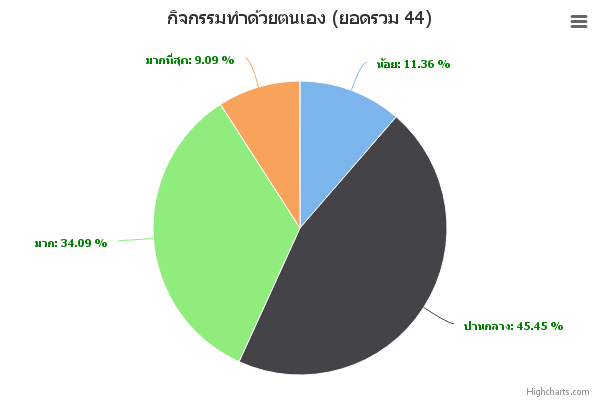 กิจกรรมทำด้วยตนเอง (ยอดรวม 44)
มากที่สุด: 9.09 %
น้อย: 11.36 %
มาก: 34.09 %
ปานกลาง: 45.45 %
Highcharts.com